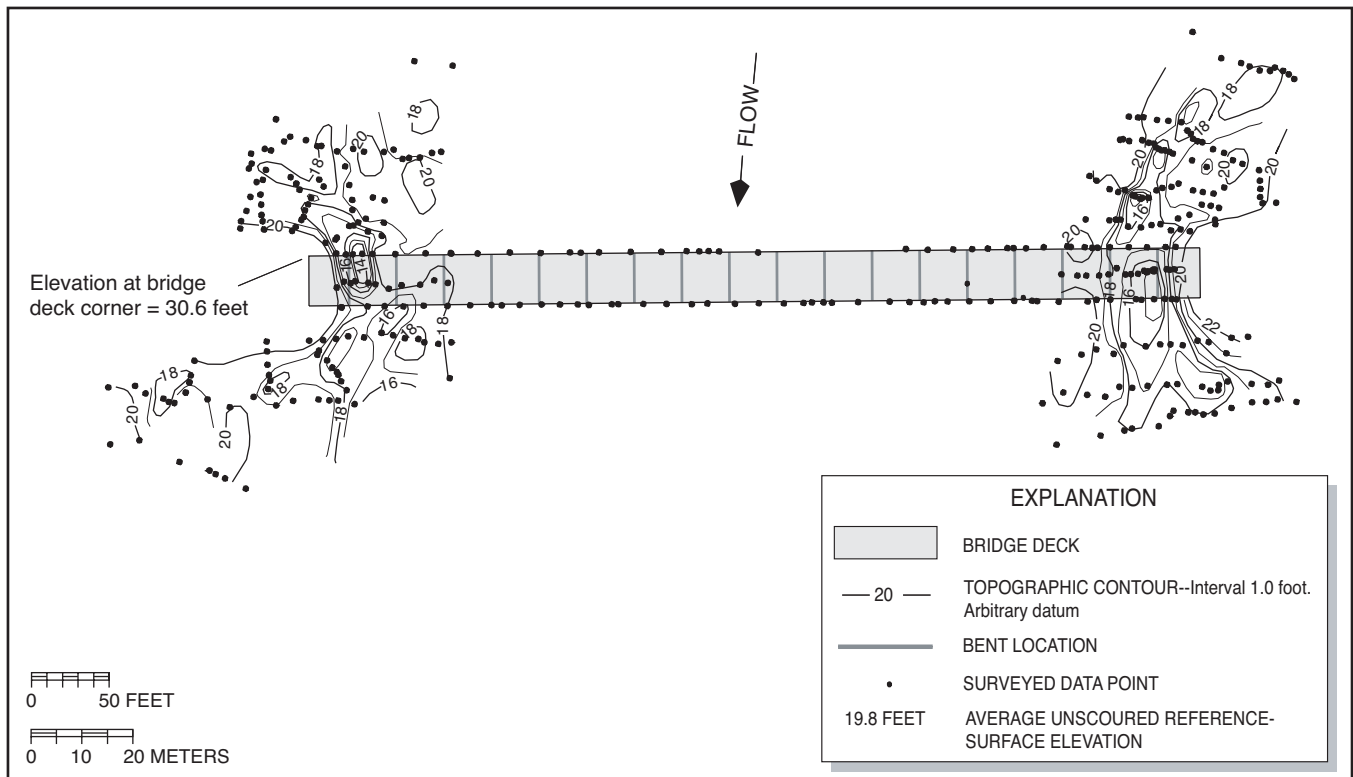 18
20
18
20
18
20
FLOW
18
18
20
20
20
16
20
20
16
14
18
16
20
Elevation at bridge
deck corner = 30.6 feet
16
18
18
20
22
18
18
16
20
20
18
EXPLANATION
BRIDGE DECK
20 TOPOGRAPHIC CONTOUR--Interval 1.0 foot.
Arbitrary datum
BENT LOCATION
SURVEYED DATA POINT
19.8 FEET AVERAGE UNSCOURED REFERENCE-
SURFACE ELEVATION
0 50 FEET
0 10 20 METERS